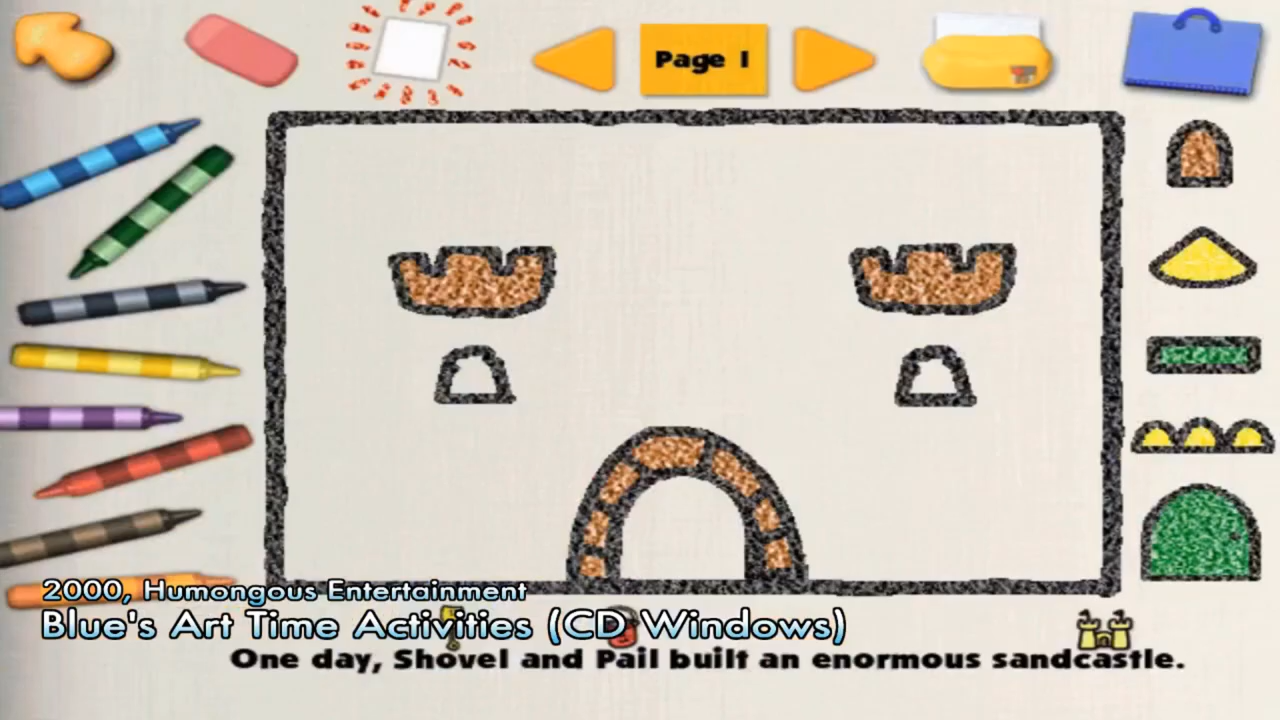 Page 1
2000, Humongous Entertainment
Blue's Art Time Activities (CD Windows)
One day, Shovel and Pail built an enormous sandcastle.